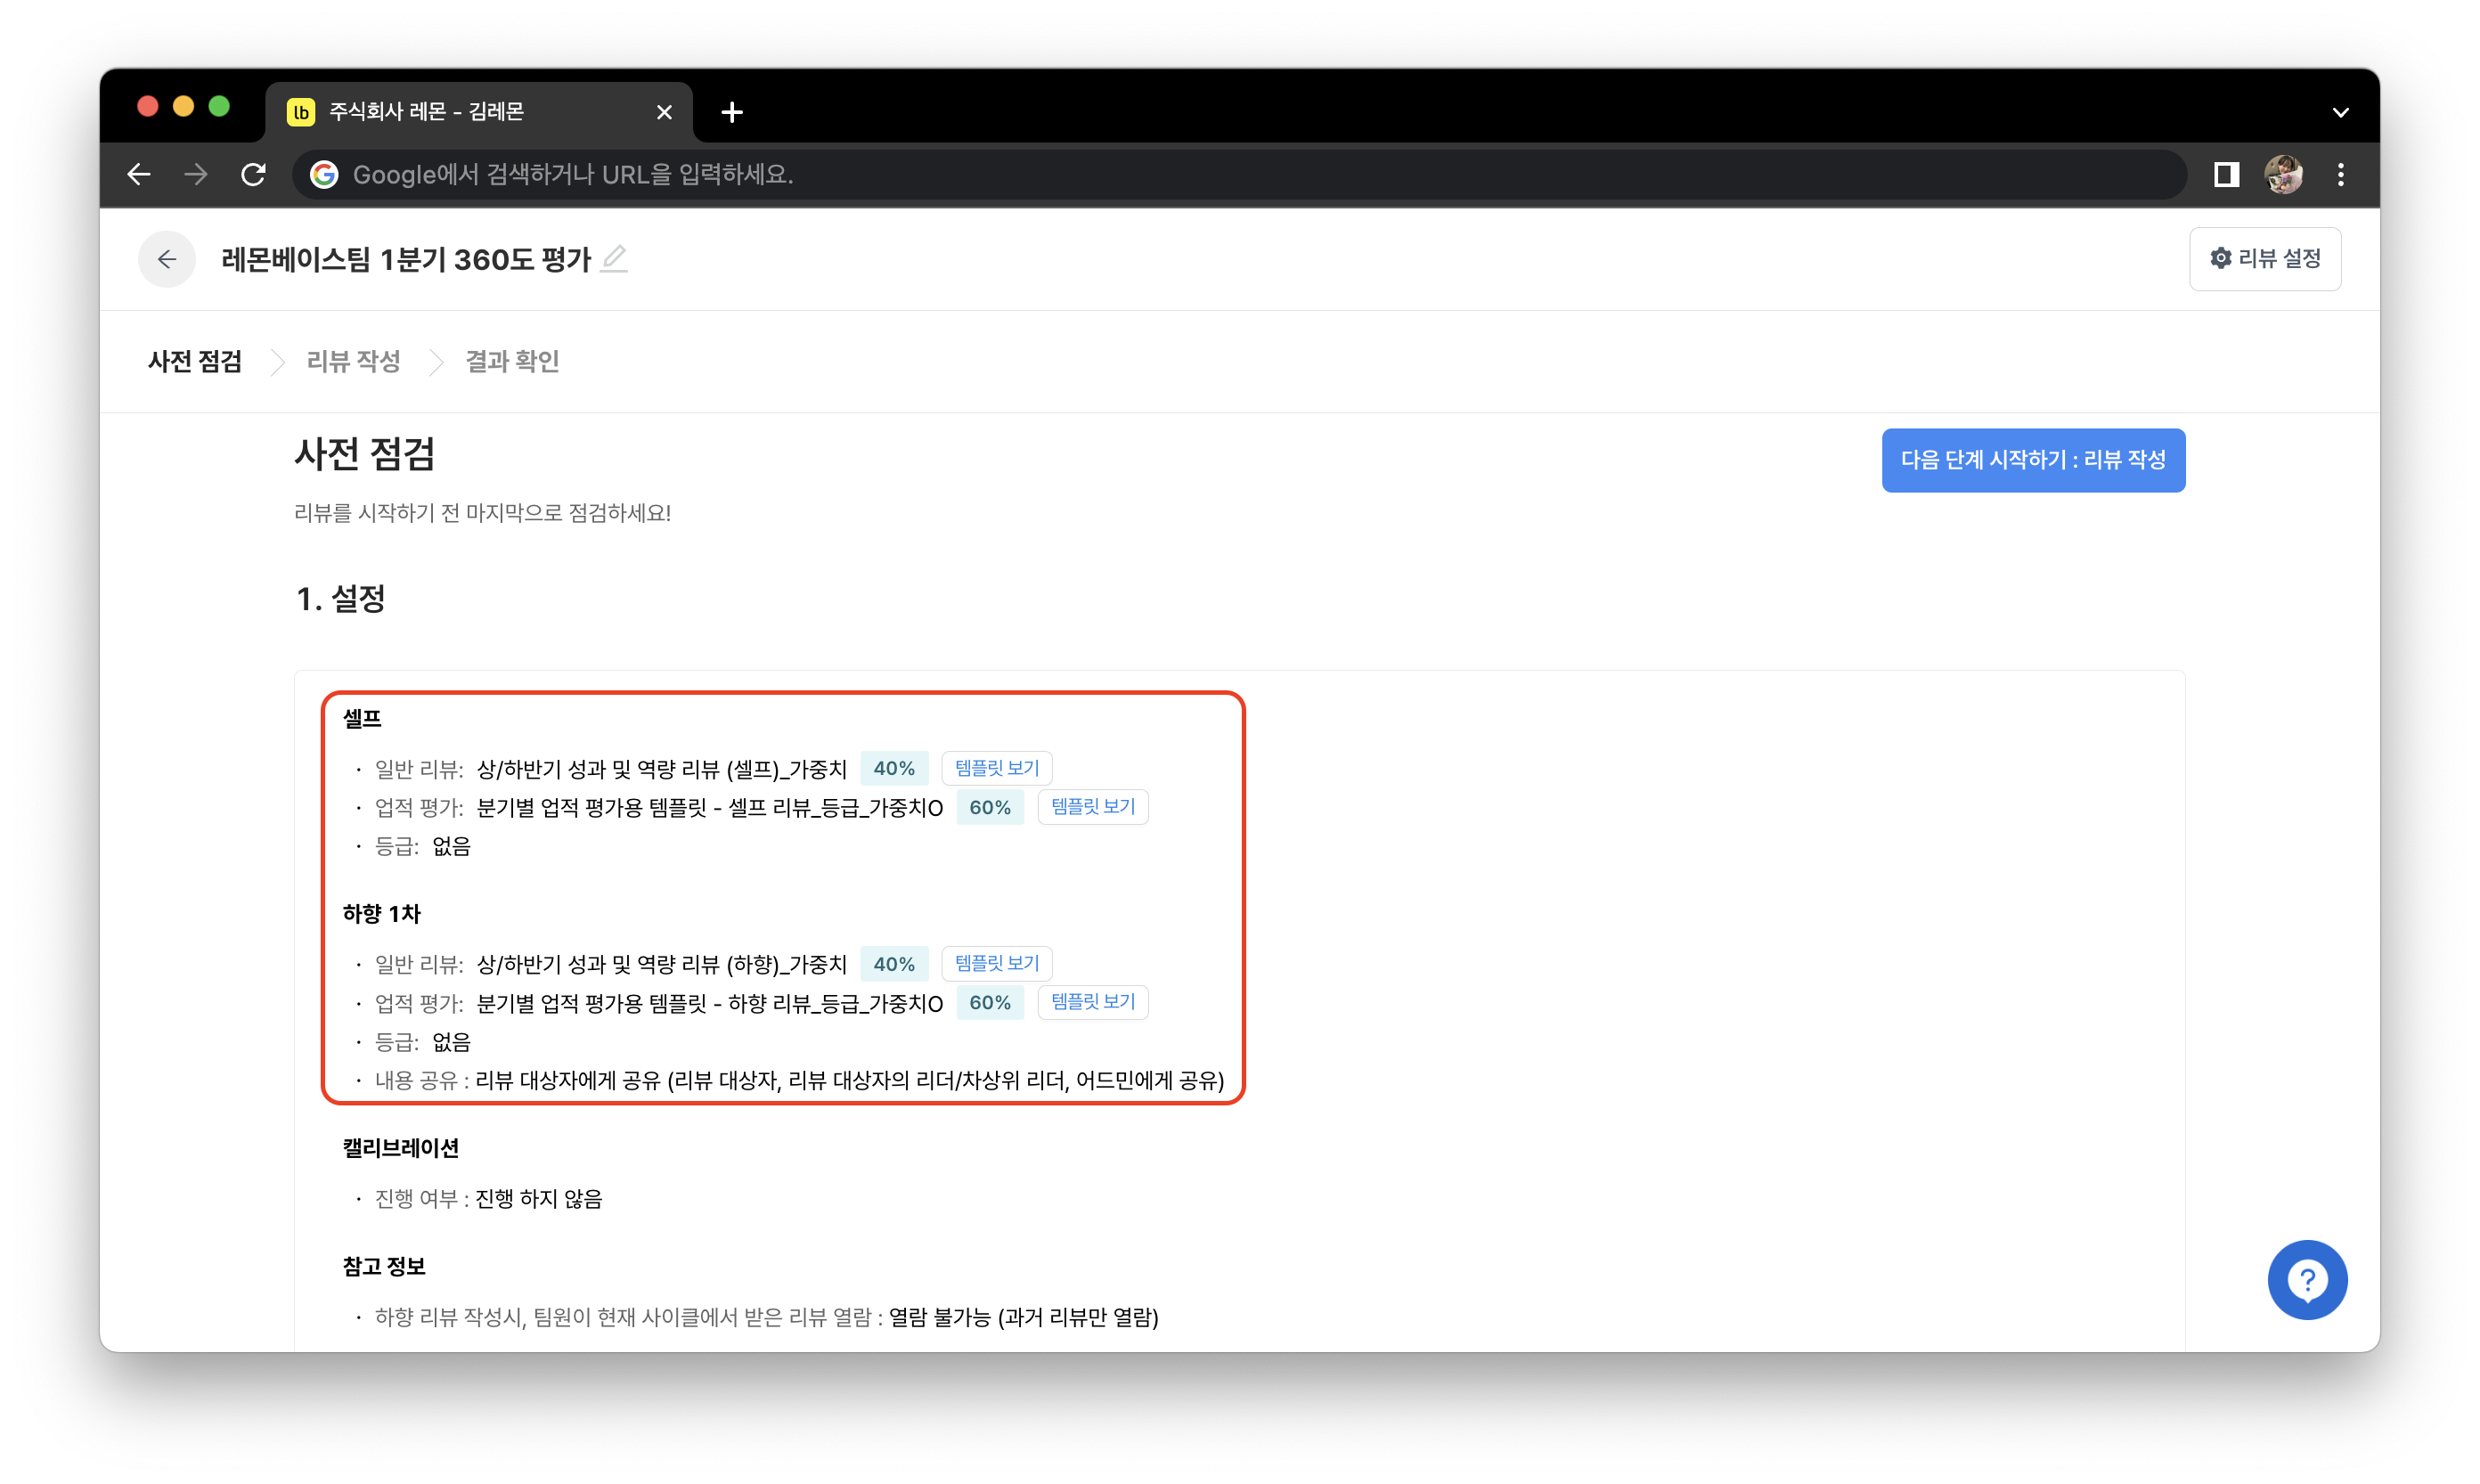 lb 주식회사 레몬 - 김레몬
Google에서 검색하거나 URL을 입력하세요.
레몬베이스팀 1분기 360도 평가
리뷰 설정
사전 점검 리뷰 작성 결과 확인
사전 점검
다음 단계 시작하기 : 리뷰 작성
리뷰를 시작하기 전 마지막으로 점검하세요!
1. 설정
셀프
· 일반 리뷰: 상/하반기 성과 및 역량 리뷰 (셀프)_가중치 40% 템플릿 보기
· 업적 평가: 분기별 업적 평가용 템플릿 - 셀프 리뷰_등급_가중치O 60% 템플릿 보기
· 등급: 없음
하향 1차
· 일반 리뷰: 상/하반기 성과 및 역량 리뷰 (하향)_가중치 40% 템플릿 보기
· 업적 평가: 분기별 업적 평가용 템플릿 - 하향 리뷰_등급_가중치O 60% 템플릿 보기
· 등급: 없음
· 내용 공유 : 리뷰 대상자에게 공유 (리뷰 대상자, 리뷰 대상자의 리더/차상위 리더, 어드민에게 공유)
캘리브레이션
· 진행 여부 : 진행 하지 않음
참고 정보
· 하향 리뷰 작성시, 팀원이 현재 사이클에서 받은 리뷰 열람 : 열람 불가능 (과거 리뷰만 열람)